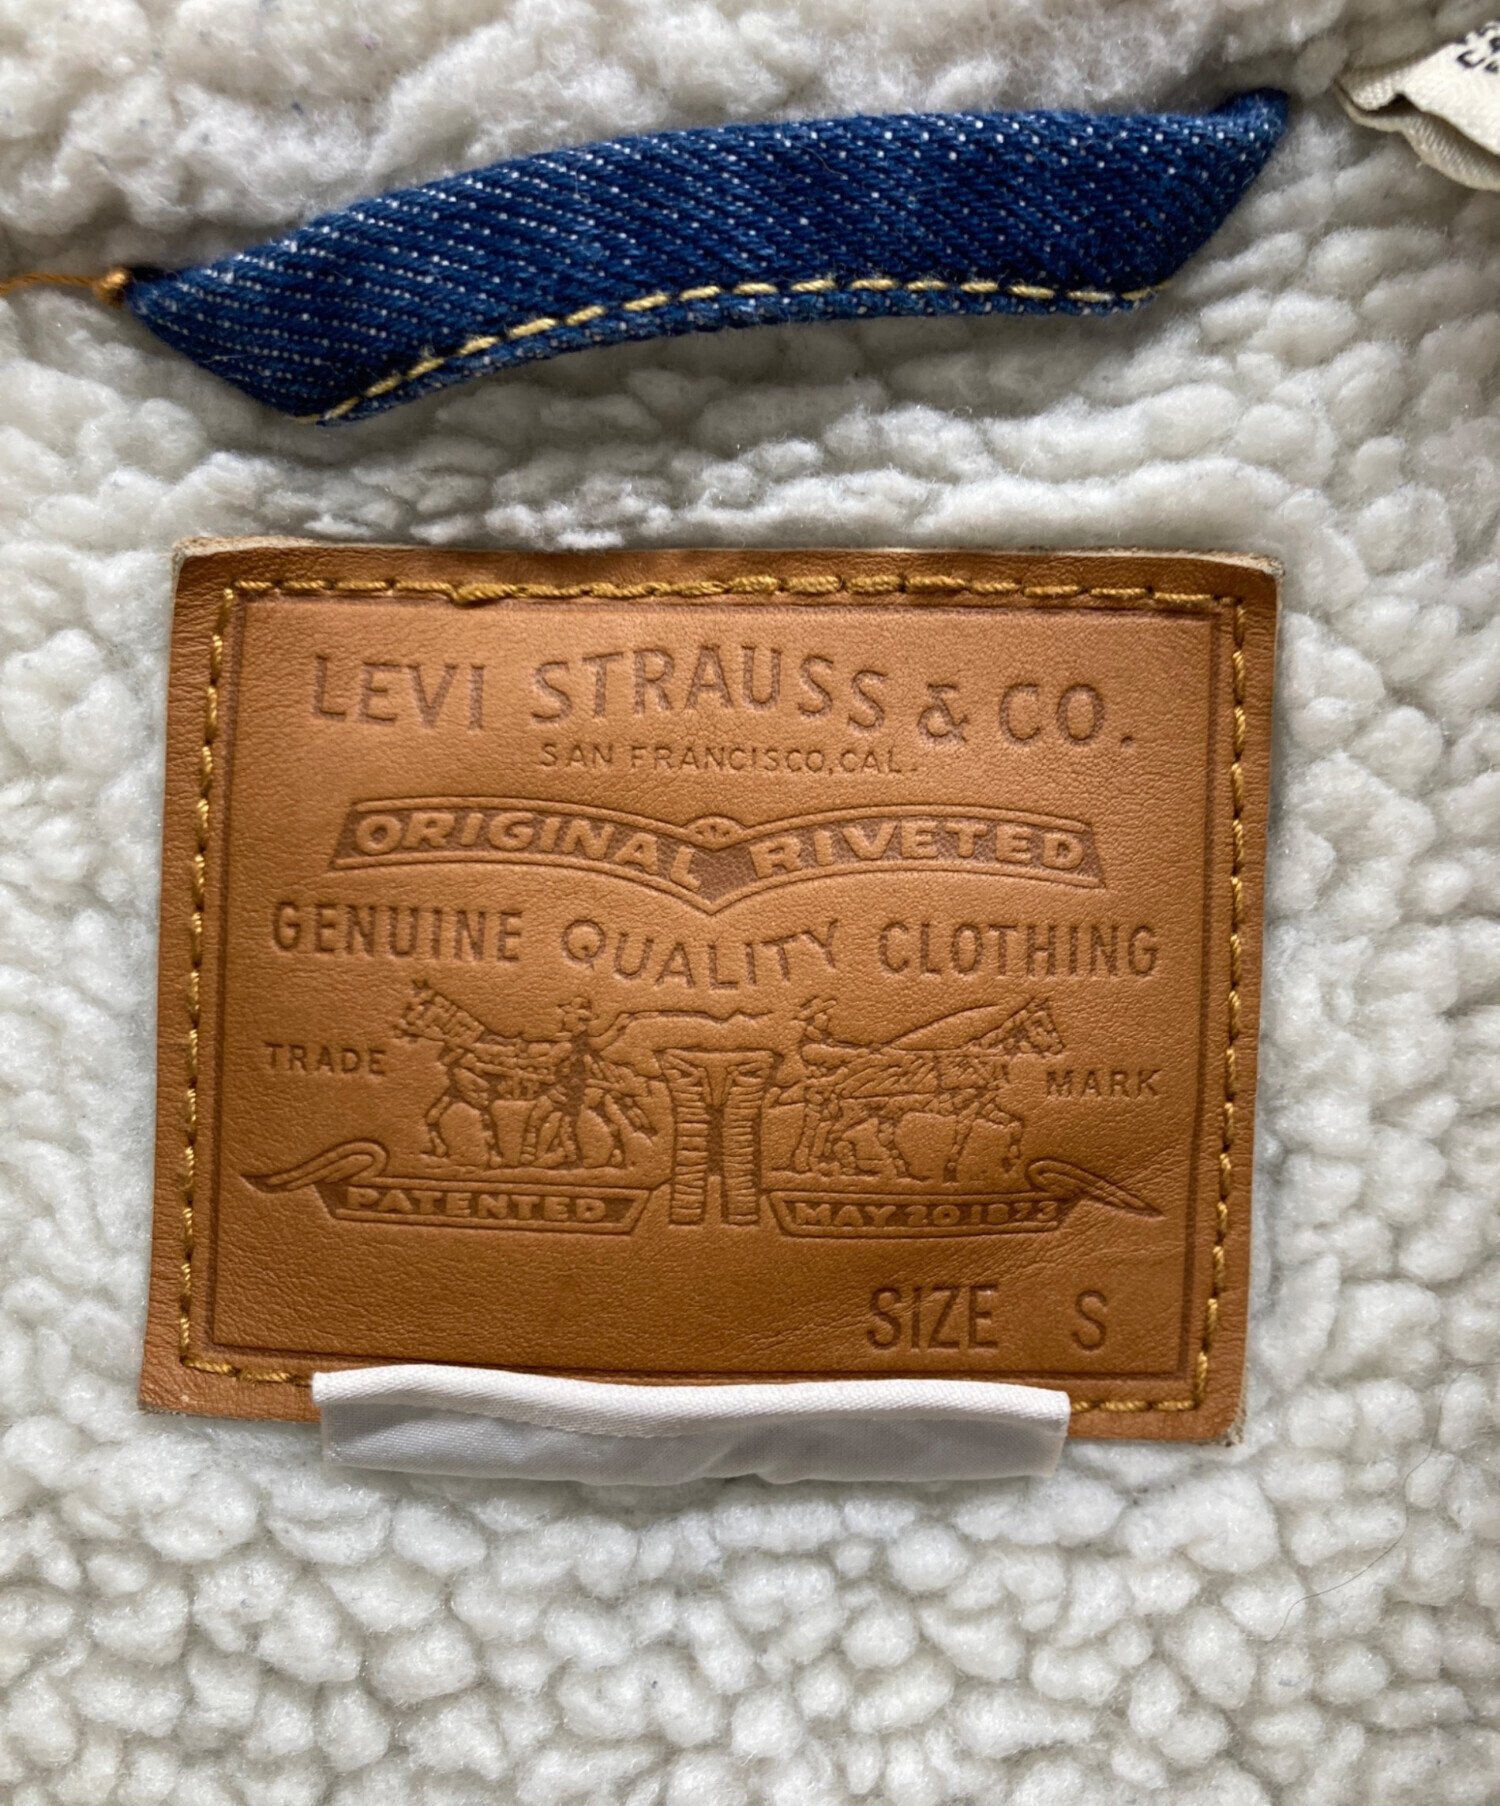 LEVI STRAUSS & CO.
SAN FRANCISCO, CAL.
ORIGINAL RIVETED
GENUINE QUALITY CLOTHING
TRADE MARK
PATENTED MAY 20 1873
SIZE S